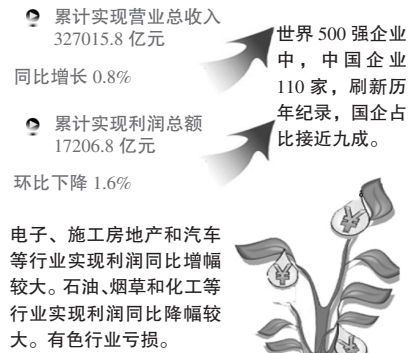 累计实现营业总收入
327015.8 亿元
同比增长 0.8%
累计实现利润总额
17206.8 亿元
环比下降 1.6%
世界 500 强企业
中，中国企业
110 家，刷新历
年纪录，国企占
比接近九成。
电子、施工房地产和汽车
等行业实现利润同比增幅
较大。石油、烟草和化工等
行业实现利润同比降幅较
大。有色行业亏损。
¥
¥
¥